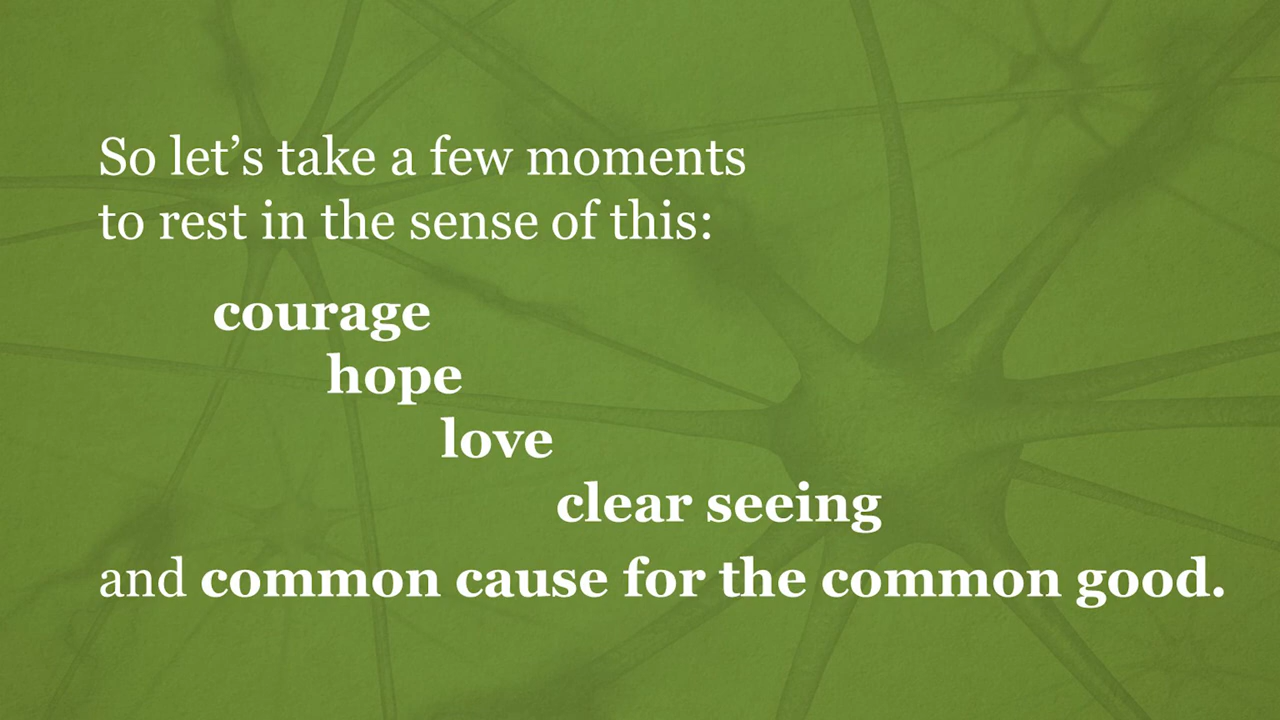 So let’s take a few moments
to rest in the sense of this:
courage
hope
love
clear seeing
and common cause for the common good.